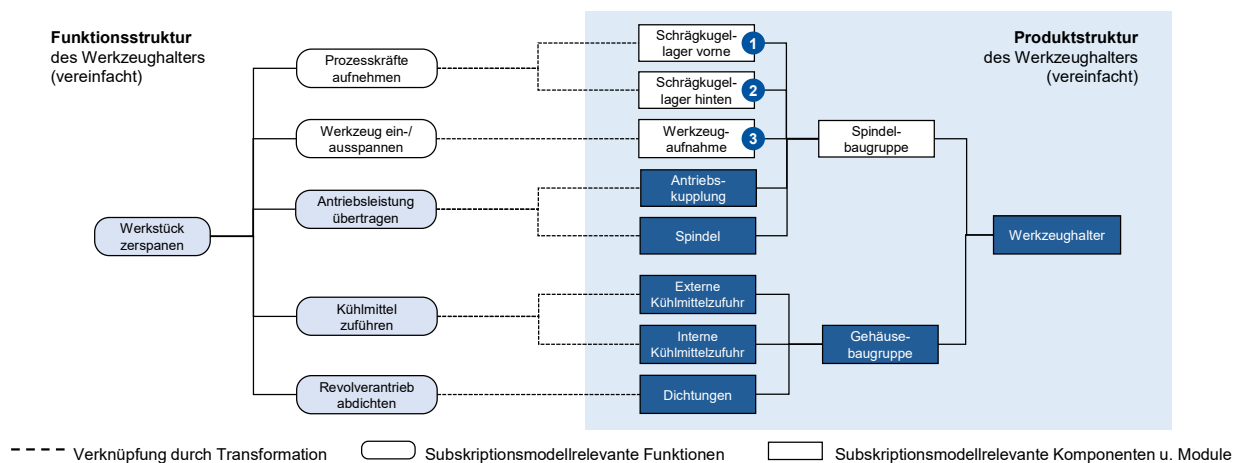 Funktionsstruktur
des Werkzeughalters
(vereinfacht)
Produktstruktur
des Werkzeughalters
(vereinfacht)
Werkstück
zerspanen
Prozesskräfte
aufnehmen
Werkzeug ein-/
ausspannen
Antriebsleistung
übertragen
Kühlmittel
zuführen
Revolverantrieb
abdichten
Schrägkugel-
lager vorne
1
Schrägkugel-
lager hinten
2
Werkzeug-
aufnahme
3
Antriebs-
kupplung
Spindel
Externe
Kühlmittelzufuhr
Interne
Kühlmittelzufuhr
Dichtungen
Spindel-
baugruppe
Gehäuse-
baugruppe
Werkzeughalter
Verknüpfung durch Transformation
Subskriptionsmodellrelevante Funktionen
Subskriptionsmodellrelevante Komponenten u. Module